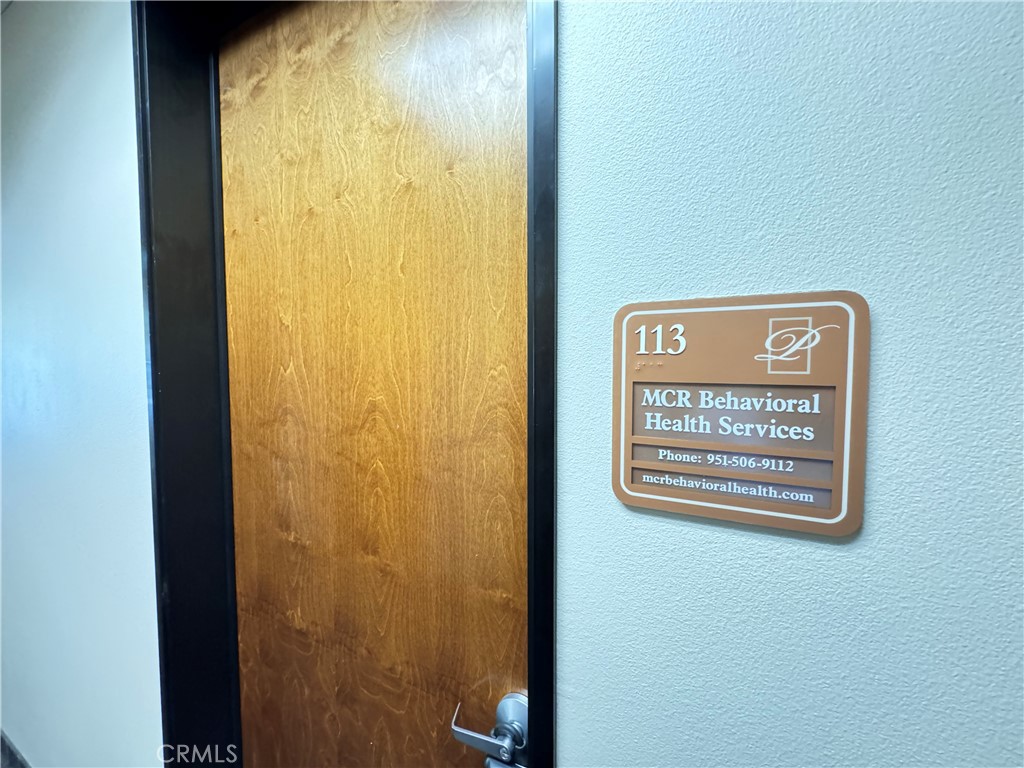 113
P
MCR Behavioral
Health Services
Phone: 951-506-9112
mcrbehavioralhealth.com
CRMLS